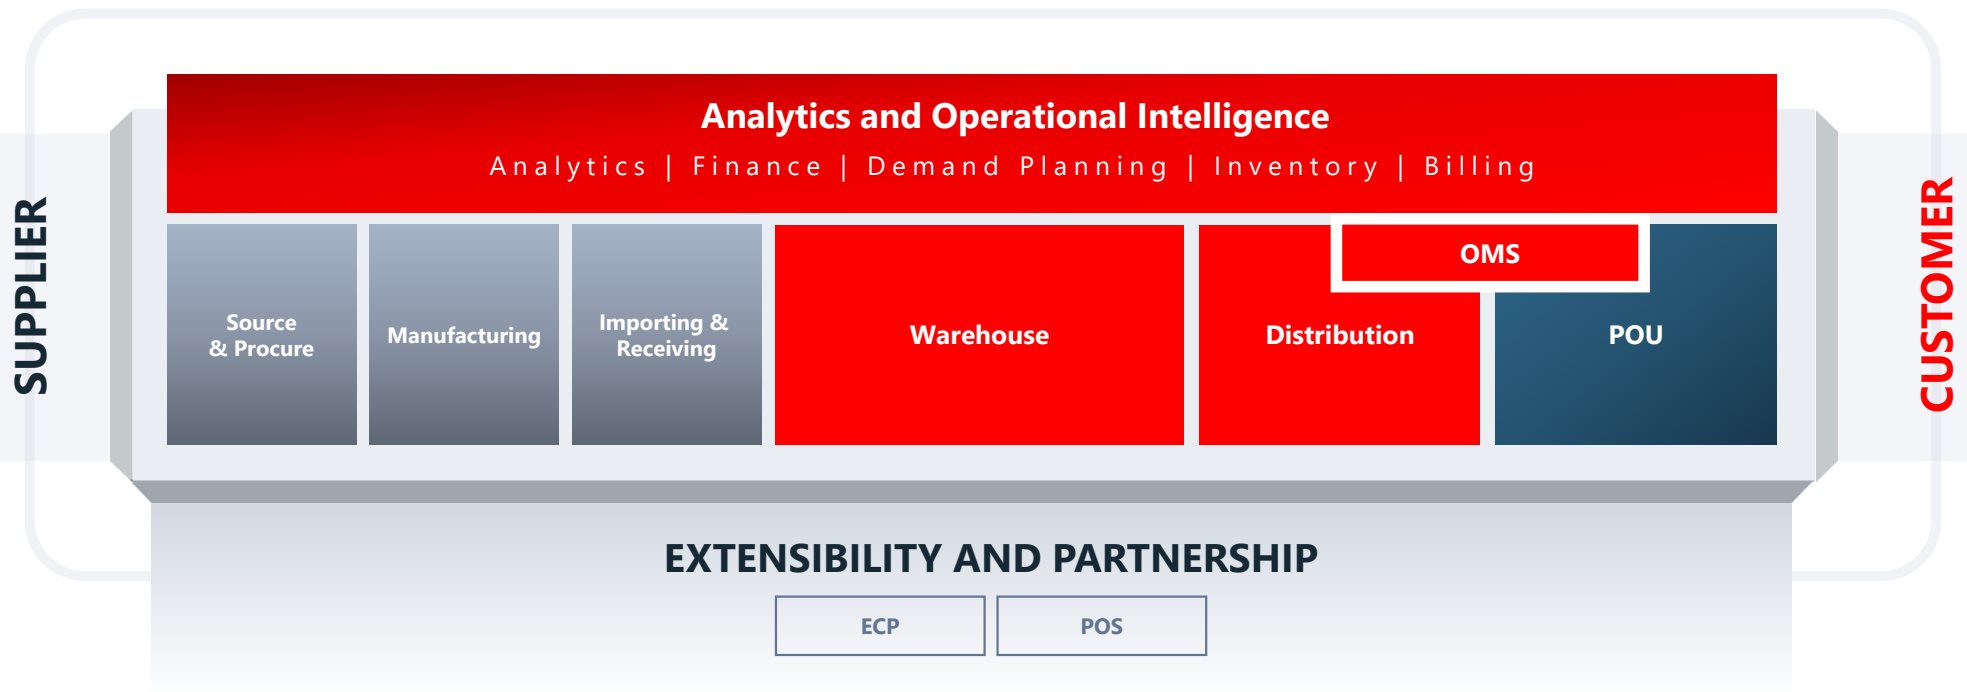 SUPPLIER
Analytics and Operational Intelligence
Analytics | Finance | Demand Planning | Inventory | Billing
Source
& Procure
Manufacturing
Importing &
Receiving
Warehouse
Distribution
OMS
POU
CUSTOMER
EXTENSIBILITY AND PARTNERSHIP
ECP
POS